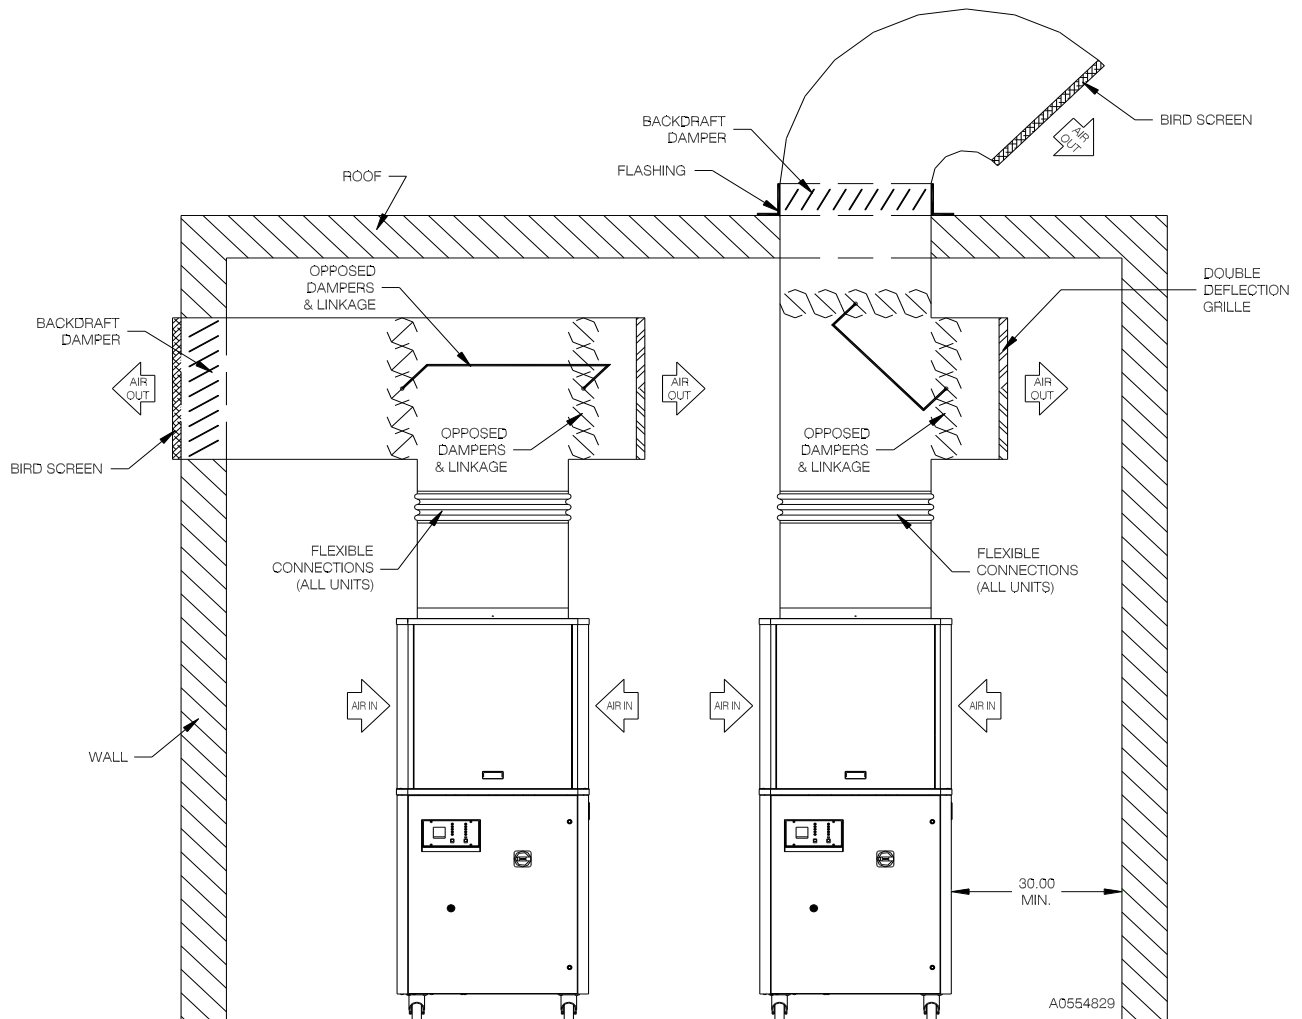 BACKDRAFT
DAMPER
BIRD SCREEN
AIR
OUT
FLASHING
ROOF
OPPOSED
DAMPERS
& LINKAGE
DOUBLE
DEFLECTION
GRILLE
BACKDRAFT
DAMPER
AIR
OUT
AIR
OUT
AIR
OUT
OPPOSED
DAMPERS
& LINKAGE
OPPOSED
DAMPERS
& LINKAGE
BIRD SCREEN
FLEXIBLE
CONNECTIONS
(ALL UNITS)
FLEXIBLE
CONNECTIONS
(ALL UNITS)
AIR IN
AIR IN
AIR IN
AIR IN
WALL
30.00
MIN.
A0554829